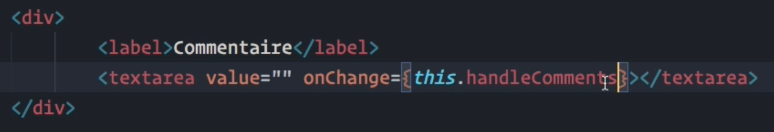 <div>
<label>Commentaire</label>
<textarea value="" onChange={this.handleComments}></textarea>
</div>